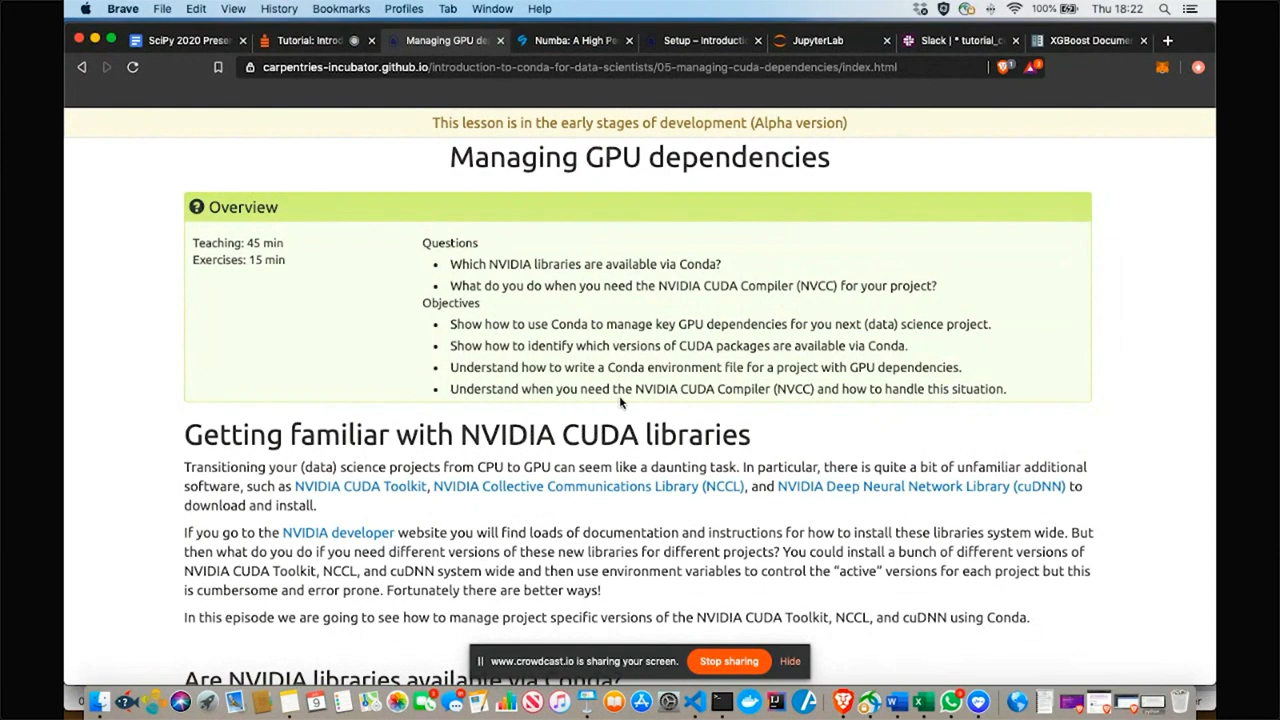 Brave File Edit View History Bookmarks Profiles Tab Window Help 100% Thu 18:22
SciPy 2020 Prese Tutorial: Introd Managing GPU de Numba: A High P Setup – Introducti JupyterLab Slack | * tutorial_c XGBoost Docume
carpentries-incubator.github.io/introduction-to-conda-for-data-scientists/05-managing-cuda-dependencies/index.html
This lesson is in the early stages of development (Alpha version)
Managing GPU dependencies
Overview
Teaching: 45 min
Exercises: 15 min
Questions
Which NVIDIA libraries are available via Conda?
What do you do when you need the NVIDIA CUDA Compiler (NVCC) for your project?
Objectives
Show how to use Conda to manage key GPU dependencies for you next (data) science project.
Show how to identify which versions of CUDA packages are available via Conda.
Understand how to write a Conda environment file for a project with GPU dependencies.
Understand when you need the NVIDIA CUDA Compiler (NVCC) and how to handle this situation.
Getting familiar with NVIDIA CUDA libraries
Transitioning your (data) science projects from CPU to GPU can seem like a daunting task. In particular, there is quite a bit of unfamiliar additional
software, such as NVIDIA CUDA Toolkit, NVIDIA Collective Communications Library (NCCL), and NVIDIA Deep Neural Network Library (cuDNN) to
download and install.
If you go to the NVIDIA developer website you will find loads of documentation and instructions for how to install these libraries system wide. But
then what do you do if you need different versions of these new libraries for different projects? You could install a bunch of different versions of
NVIDIA CUDA Toolkit, NCCL, and cuDNN system wide and then use environment variables to control the “active” versions for each project but this
is cumbersome and error prone. Fortunately there are better ways!
In this episode we are going to see how to manage project specific versions of the NVIDIA CUDA Toolkit, NCCL, and cuDNN using Conda.
www.crowdcast.io is sharing your screen. Stop sharing Hide
Are NVIDIA libraries available via Conda?